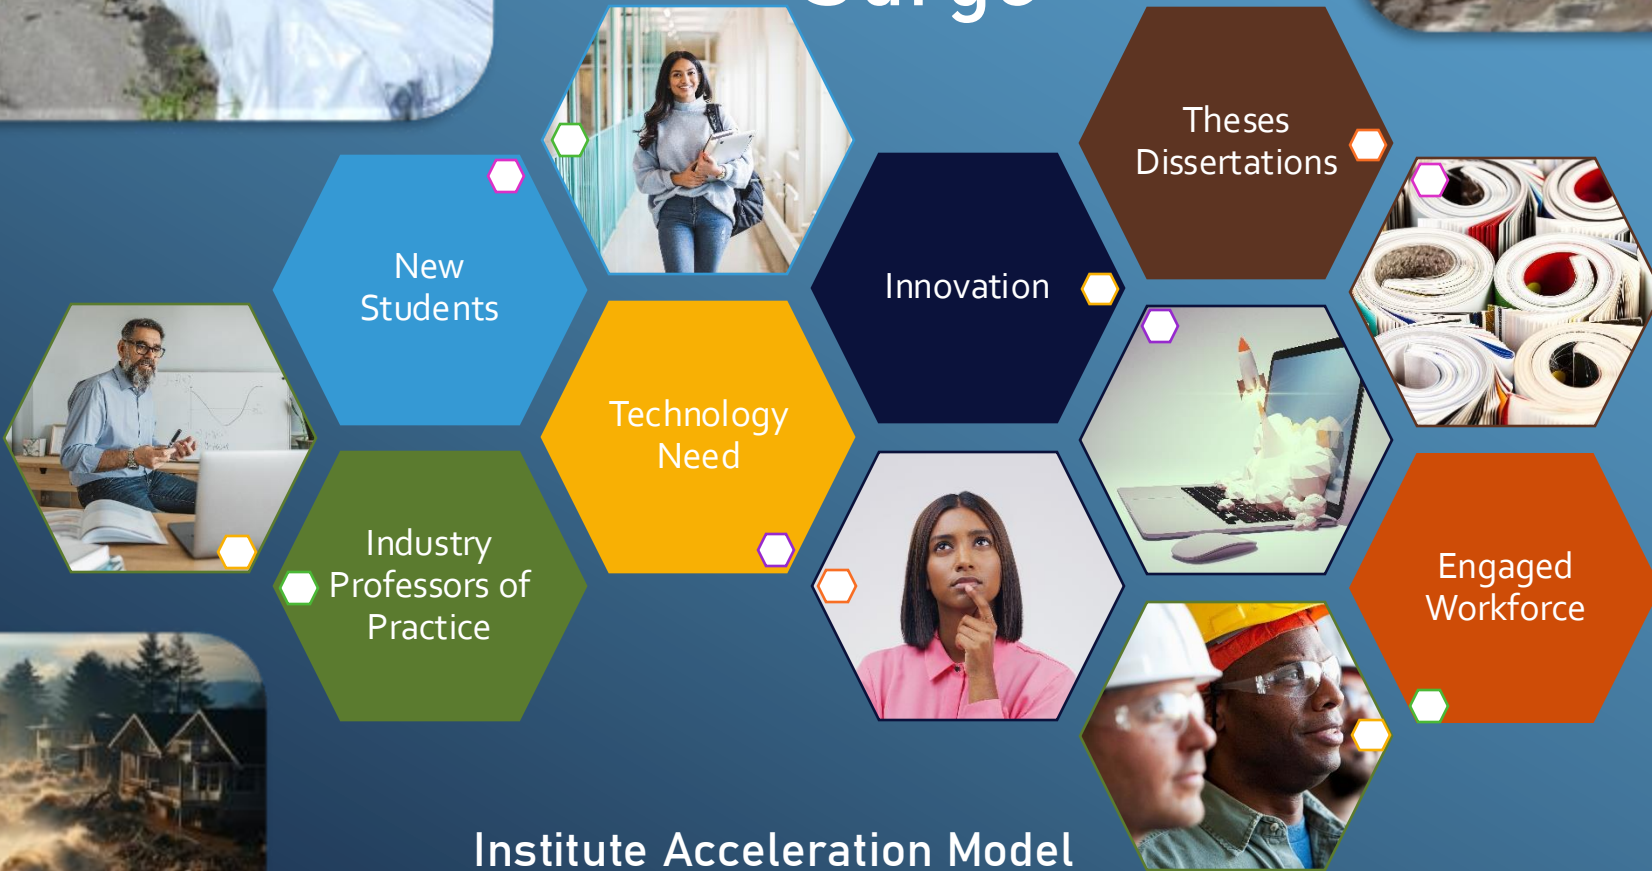 Theses
Dissertations
New
Students
Innovation
Technology
Need
Industry
Professors of
Practice
Engaged
Workforce
Institute Acceleration Model